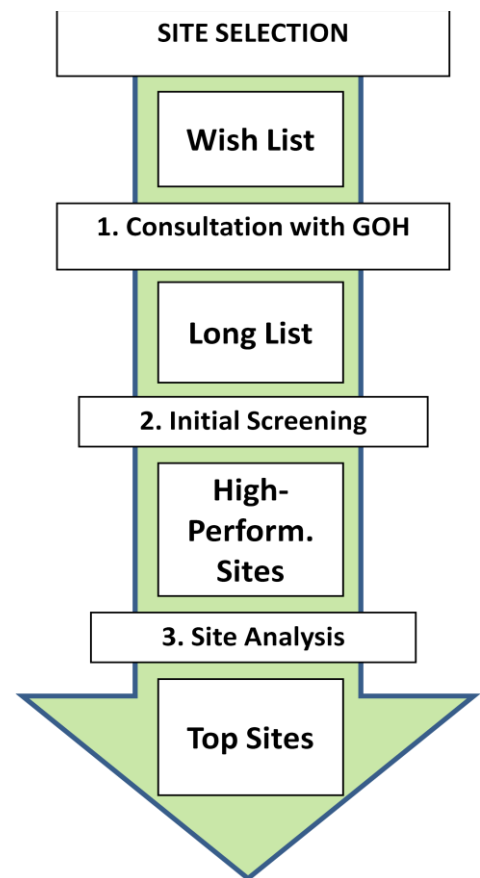 SITE SELECTION
Wish List
1. Consultation with GOH
Long List
2. Initial Screening
High-
Perform.
Sites
3. Site Analysis
Top Sites